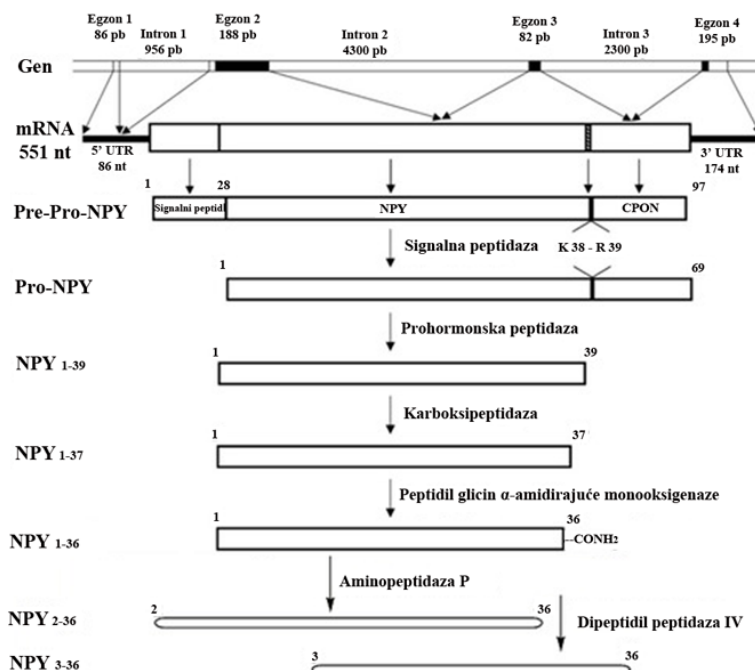 Egzon 1
86 pb
Intron 1
956 pb
Egzon 2
188 pb
Intron 2
4300 pb
Egzon 3
82 pb
Intron 3
2300 pb
Egzon 4
195 pb
Gen
mRNA
551 nt
5' UTR
86 nt
3' UTR
174 nt
1
28
97
Pre-Pro-NPY
Signalni peptid
NPY
CPON
Signalna peptidaza
K 38 - R 39
1
69
Pro-NPY
Prohormonska peptidaza
1
39
NPY 1-39
Karboksipeptidaza
1
37
NPY 1-37
Peptidil glicin α-amidirajuće monooksigenaze
1
36
NPY 1-36
CONH2
Aminopeptidaza P
2
36
NPY 2-36
Dipeptidil peptidaza IV
3
36
NPY 3-36